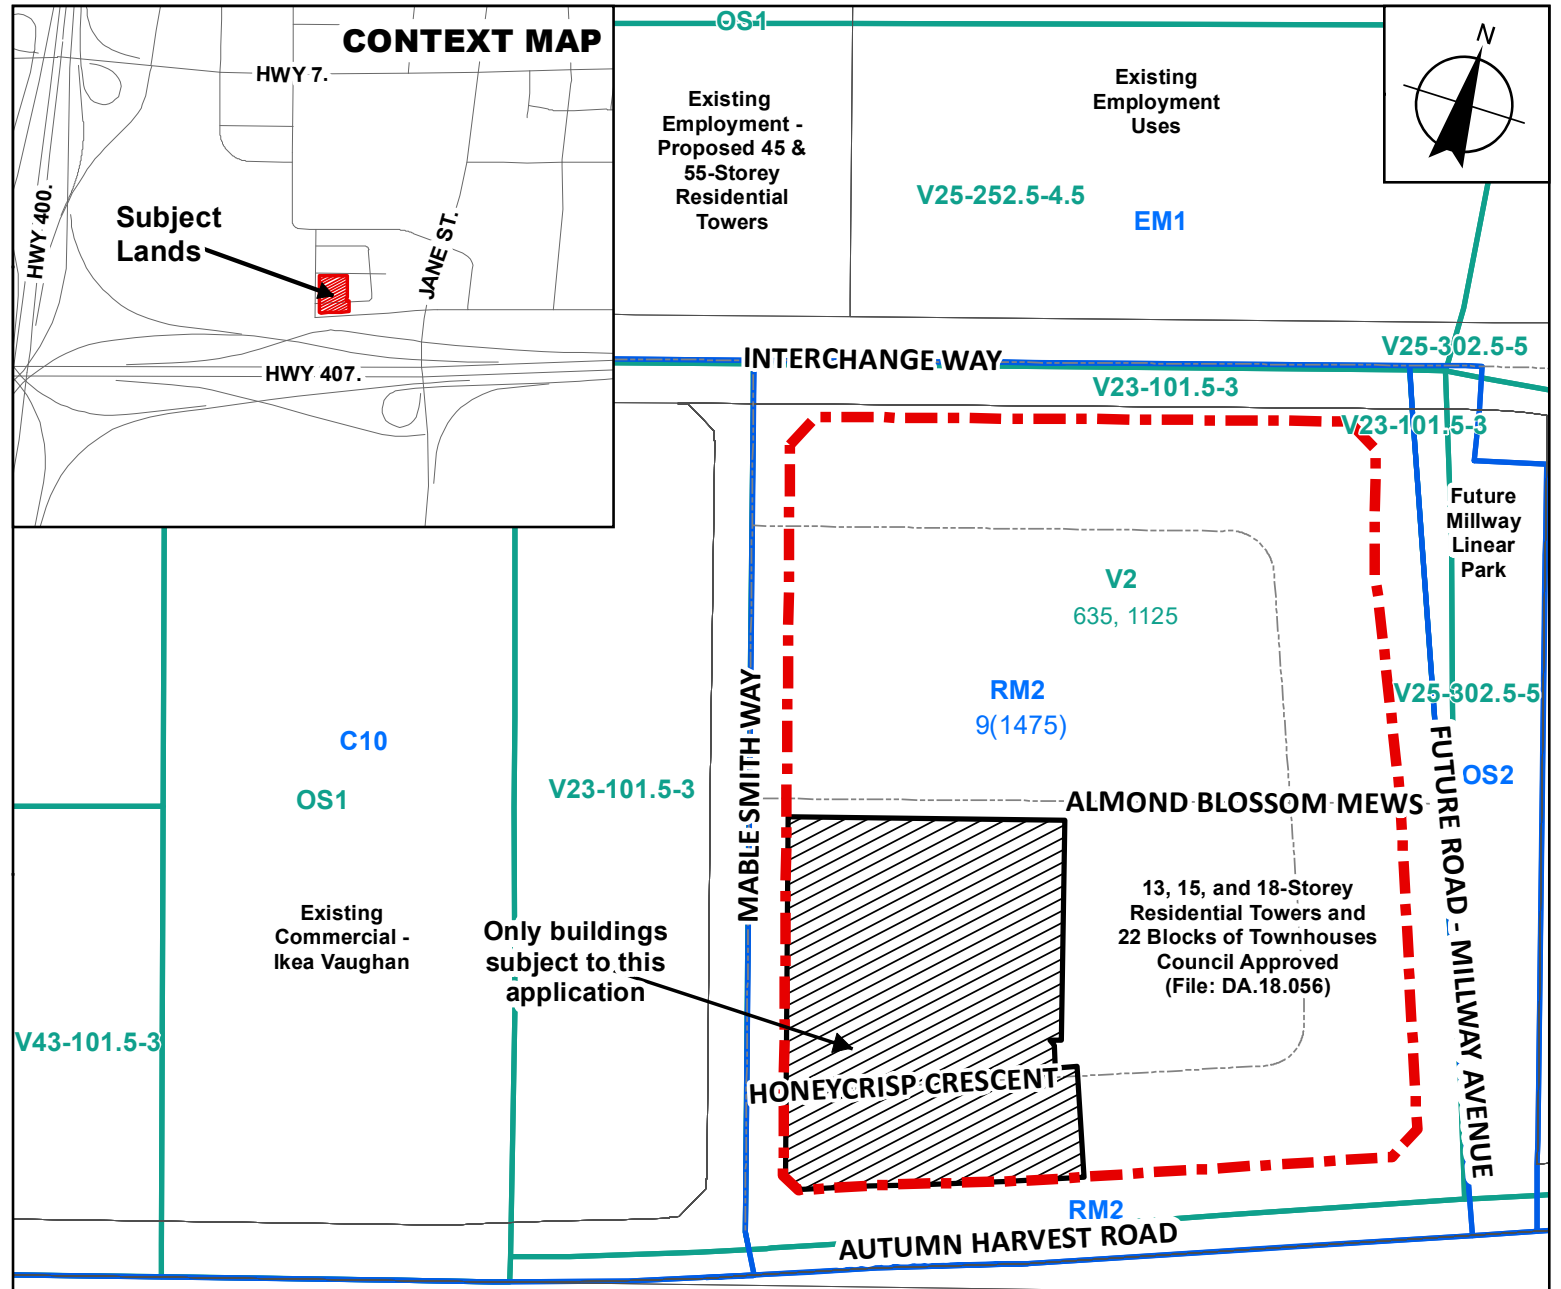 CONTEXT MAP
HWY 7.
HWY 400.
Subject
Lands
JANE ST.
HWY 407.
OS1
N
Existing
Employment -
Proposed 45 &
55-Storey
Residential
Towers
Existing
Employment
Uses
V25-252.5-4.5
EM1
V25-302.5-5
INTERCHANGE WAY
V23-101.5-3
V23-101.5-3
Future
Millway
Linear
Park
V2
635, 1125
RM2
9(1475)
V25-302.5-5
OS2
C10
OS1
V23-101.5-3
MABLE SMITH WAY
ALMOND BLOSSOM MEWS
FUTURE ROAD - MILLWAY AVENUE
Existing
Commercial -
Ikea Vaughan
Only buildings
subject to this
application
13, 15, and 18-Storey
Residential Towers and
22 Blocks of Townhouses
Council Approved
(File: DA.18.056)
V43-101.5-3
HONEYCRISP CRESCENT
RM2
AUTUMN HARVEST ROAD